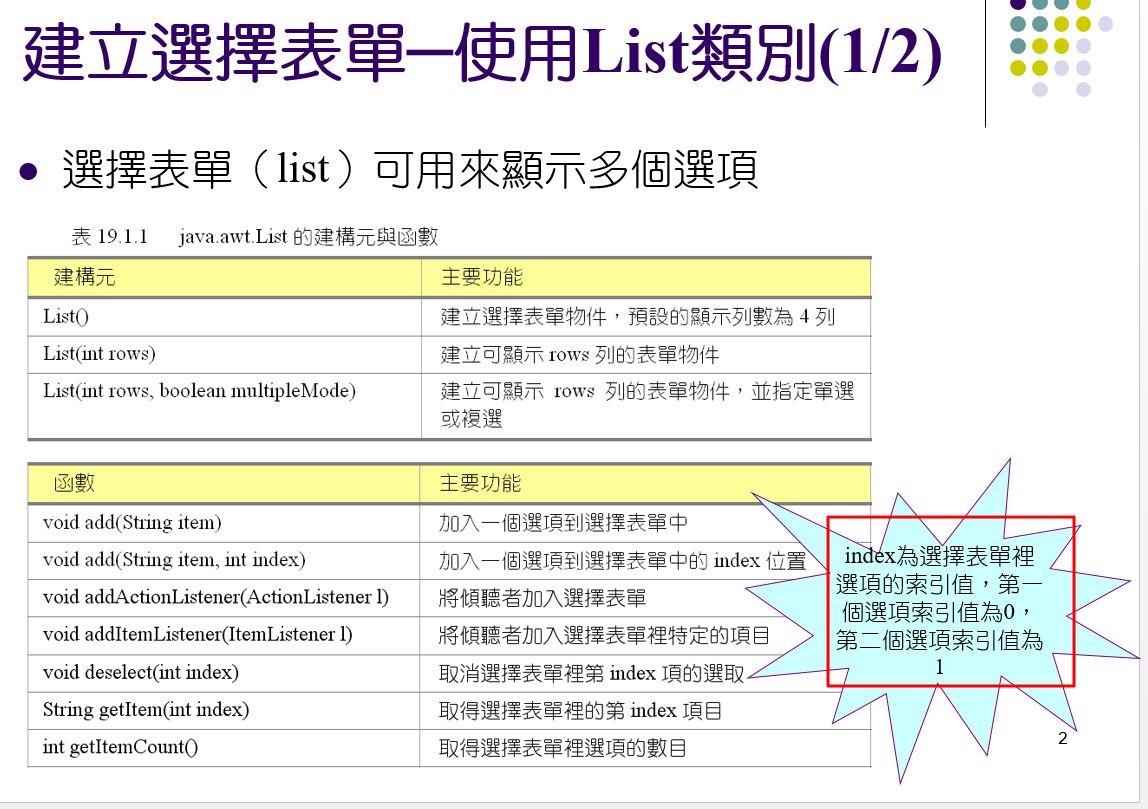 建立選擇表單─使用List類別(1/2)
選擇表單（list）可用來顯示多個選項
表 19.1.1 java.awt.List 的建構元與函數
建構元 主要功能
List() 建立選擇表單物件，預設的顯示列數為 4 列
List(int rows) 建立可顯示 rows 列的表單物件
List(int rows, boolean multipleMode) 建立可顯示 rows 列的表單物件，並指定單選
或複選
函數 主要功能
void add(String item) 加入一個選項到選擇表單中
void add(String item, int index) 加入一個選項到選擇表單中的 index 位置
void addActionListener(ActionListener l) 將傾聽者加入選擇表單
void addItemListener(ItemListener l) 將傾聽者加入選擇表單裡特定的項目
void deselect(int index) 取消選擇表單裡第 index 項的選取
String getItem(int index) 取得選擇表單裡的第 index 項目
int getItemCount() 取得選擇表單裡選項的數目
index為選擇表單裡
選項的索引值，第一
個選項索引值為0，
第二個選項索引值為
1
2